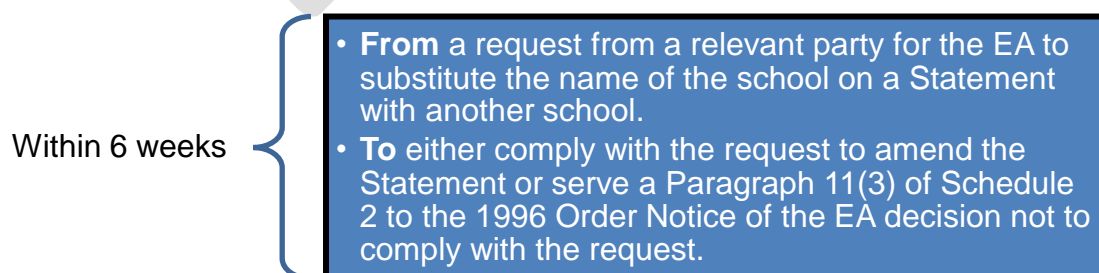 Within 6 weeks
• From a request from a relevant party for the EA to
substitute the name of the school on a Statement
with another school.
• To either comply with the request to amend the
Statement or serve a Paragraph 11(3) of Schedule
2 to the 1996 Order Notice of the EA decision not to
comply with the request.